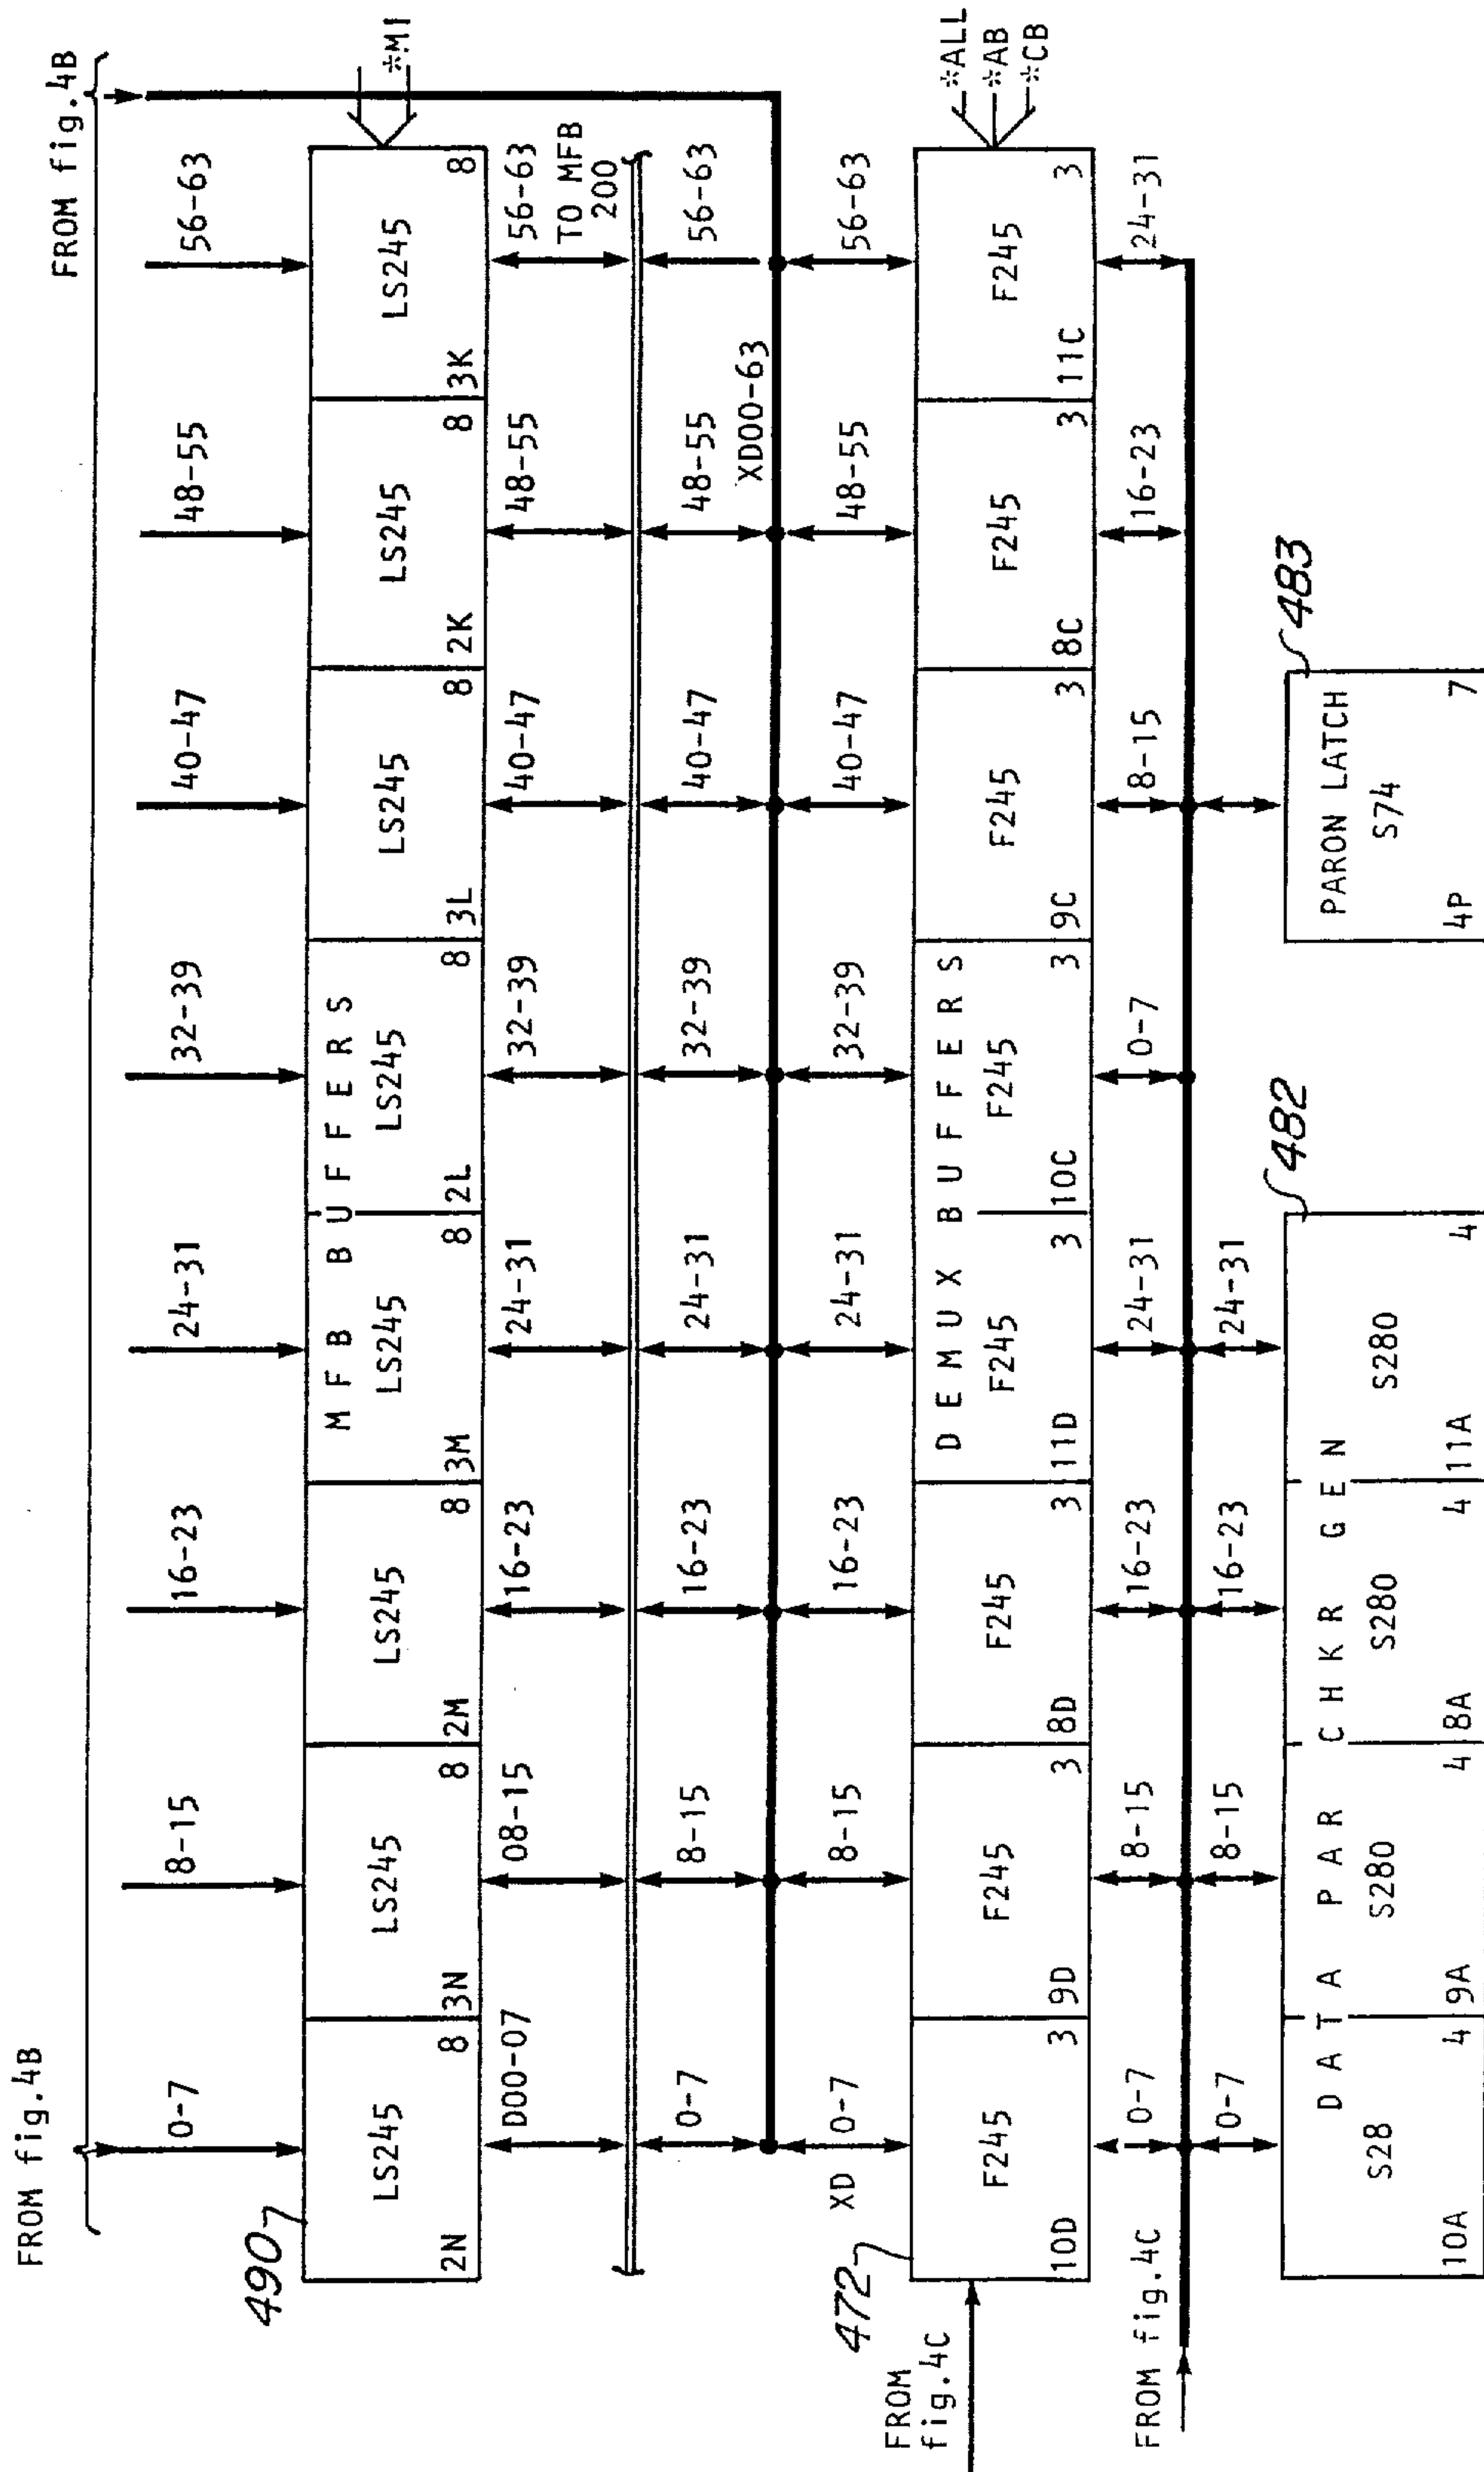 FROM fig.4B
FROM fig.4B
0-7
8-15
16-23
24-31
32-39
40-47
48-55
56-63
490
MFB BUFFERS
*MI
LS245
LS245
LS245
LS245
LS245
LS245
LS245
LS245
2N 8
3N 8
2M 8
3M 8
2L 8
3L 8
2K 8
3K 8
D00-07
08-15
16-23
24-31
32-39
40-47
48-55
56-63
TO MFB
200
0-7
8-15
16-23
24-31
32-39
40-47
48-55
56-63
XD00-63
XD 0-7
8-15
16-23
24-31
32-39
40-47
48-55
56-63
472
DEMUX BUFFERS
*ALL
*AB
*CB
FROM
fig.4C
F245
F245
F245
F245
F245
F245
F245
F245
10D 3
9D 3
8D 3
11D 3
10C 3
9C 3
8C 3
11C 3
0-7
8-15
16-23
24-31
0-7
8-15
16-23
24-31
FROM fig.4C
0-7
8-15
16-23
24-31
482
483
DATA PAR CHKR GEN
PARON LATCH
S28
S280
S280
S280
S74
10A 4
9A 4
8A 4
11A 4
4P 7